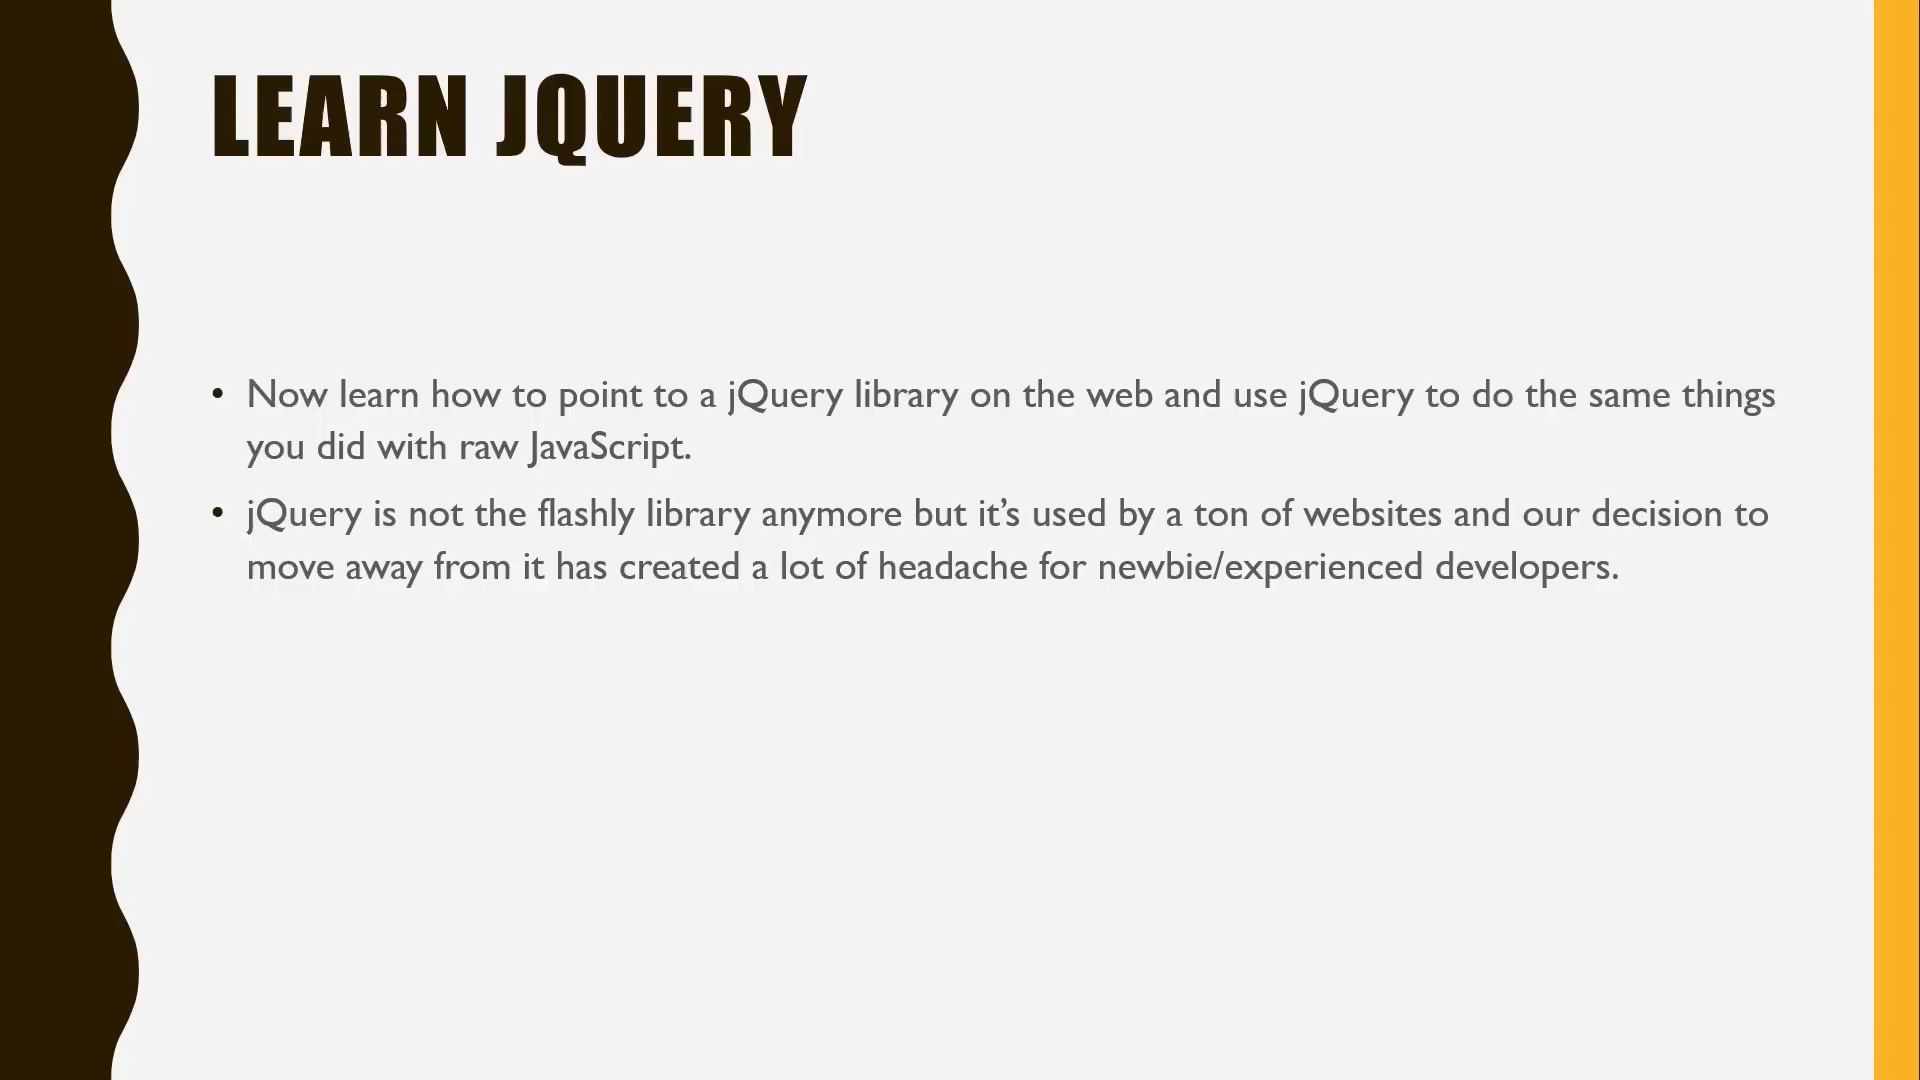 LEARN JQUERY
• Now learn how to point to a jQuery library on the web and use jQuery to do the same things
you did with raw JavaScript.
• jQuery is not the flashly library anymore but it’s used by a ton of websites and our decision to
move away from it has created a lot of headache for newbie/experienced developers.